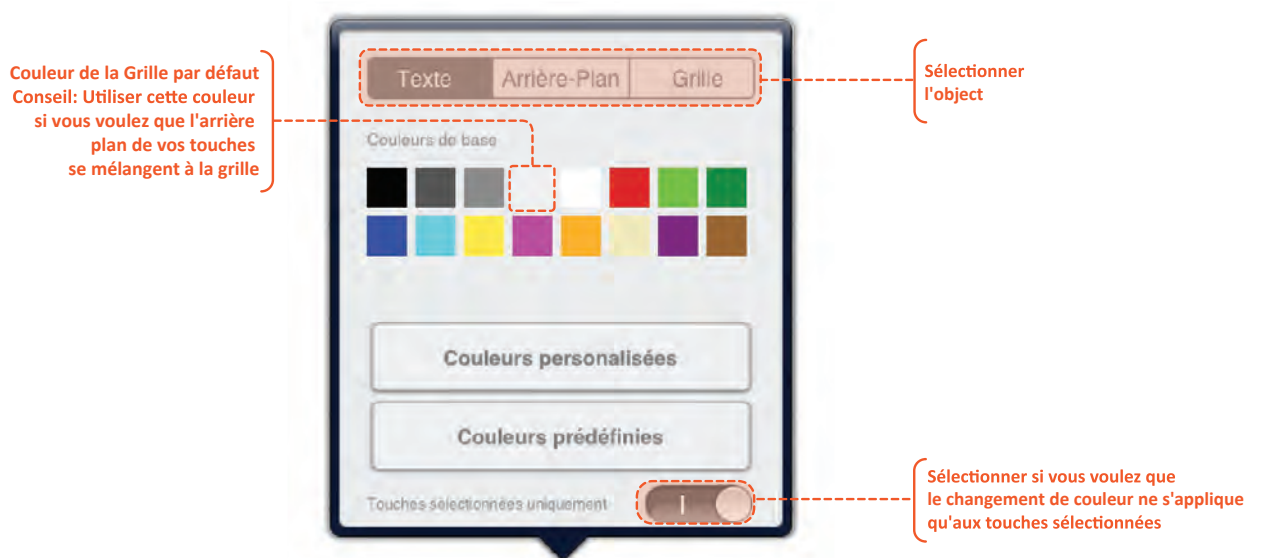 Couleur de la Grille par défaut
Conseil: Utiliser cette couleur
si vous voulez que l'arrière
plan de vos touches
se mélangent à la grille
Texte
Arrière-Plan
Grille
Sélectionner
l'object
Couleurs de base
Couleurs personalisées
Couleurs prédéfinies
Touches sélectionnées uniquement
Sélectionner si vous voulez que
le changement de couleur ne s'applique
qu'aux touches sélectionnées